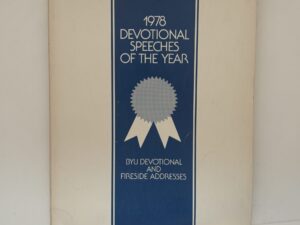 1978
DEVOTIONAL
SPEECHES
OF THE YEAR
BYU DEVOTIONAL
AND
FIRESIDE ADDRESSES